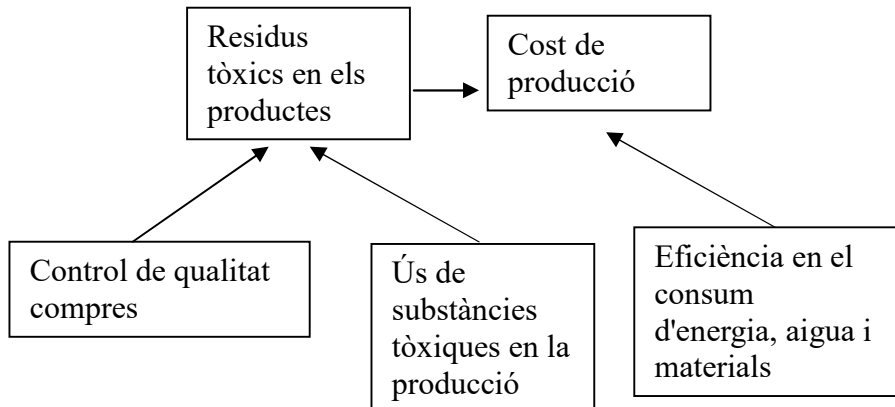 Residus
tòxics en els
productes
Cost de
producció
Control de qualitat
compres
Ús de
substàncies
tòxiques en la
producció
Eficiència en el
consum
d'energia, aigua i
materials